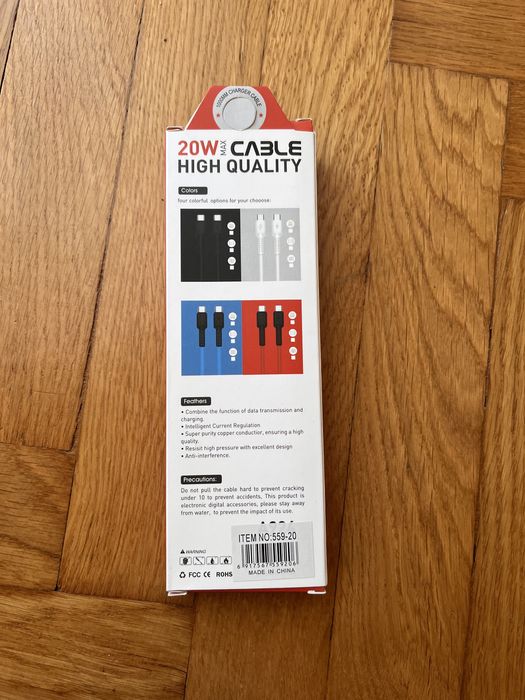 1000MM CHARGER CABLE
20W MAX CABLE
HIGH QUALITY
Colors
four colorful options for your chooose:
Feathers
• Combine the function of data transmission and
charging.
• Intelligent Current Regulation
• Super purity copper conductor, ensuring a high
quality.
• Resisit high pressure with excellent design
• Anti-interference.
Precautions:
Do not pull the cable hard to prevent cracking
under 10 to prevent accidents, This product is
electronic digital accessories, please stay away
from water, to prevent the impact of its use.
ITEM NO:559-20
6 917567 559206
MADE IN CHINA
WARNING
FCC CE ROHS